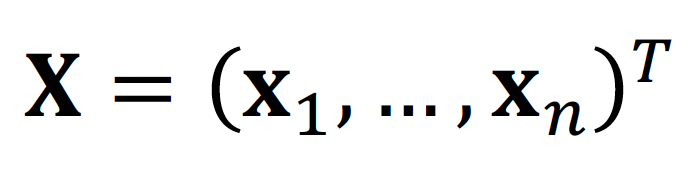 𝐗 = (𝐱₁, … , 𝐱ₙ)ᵀ